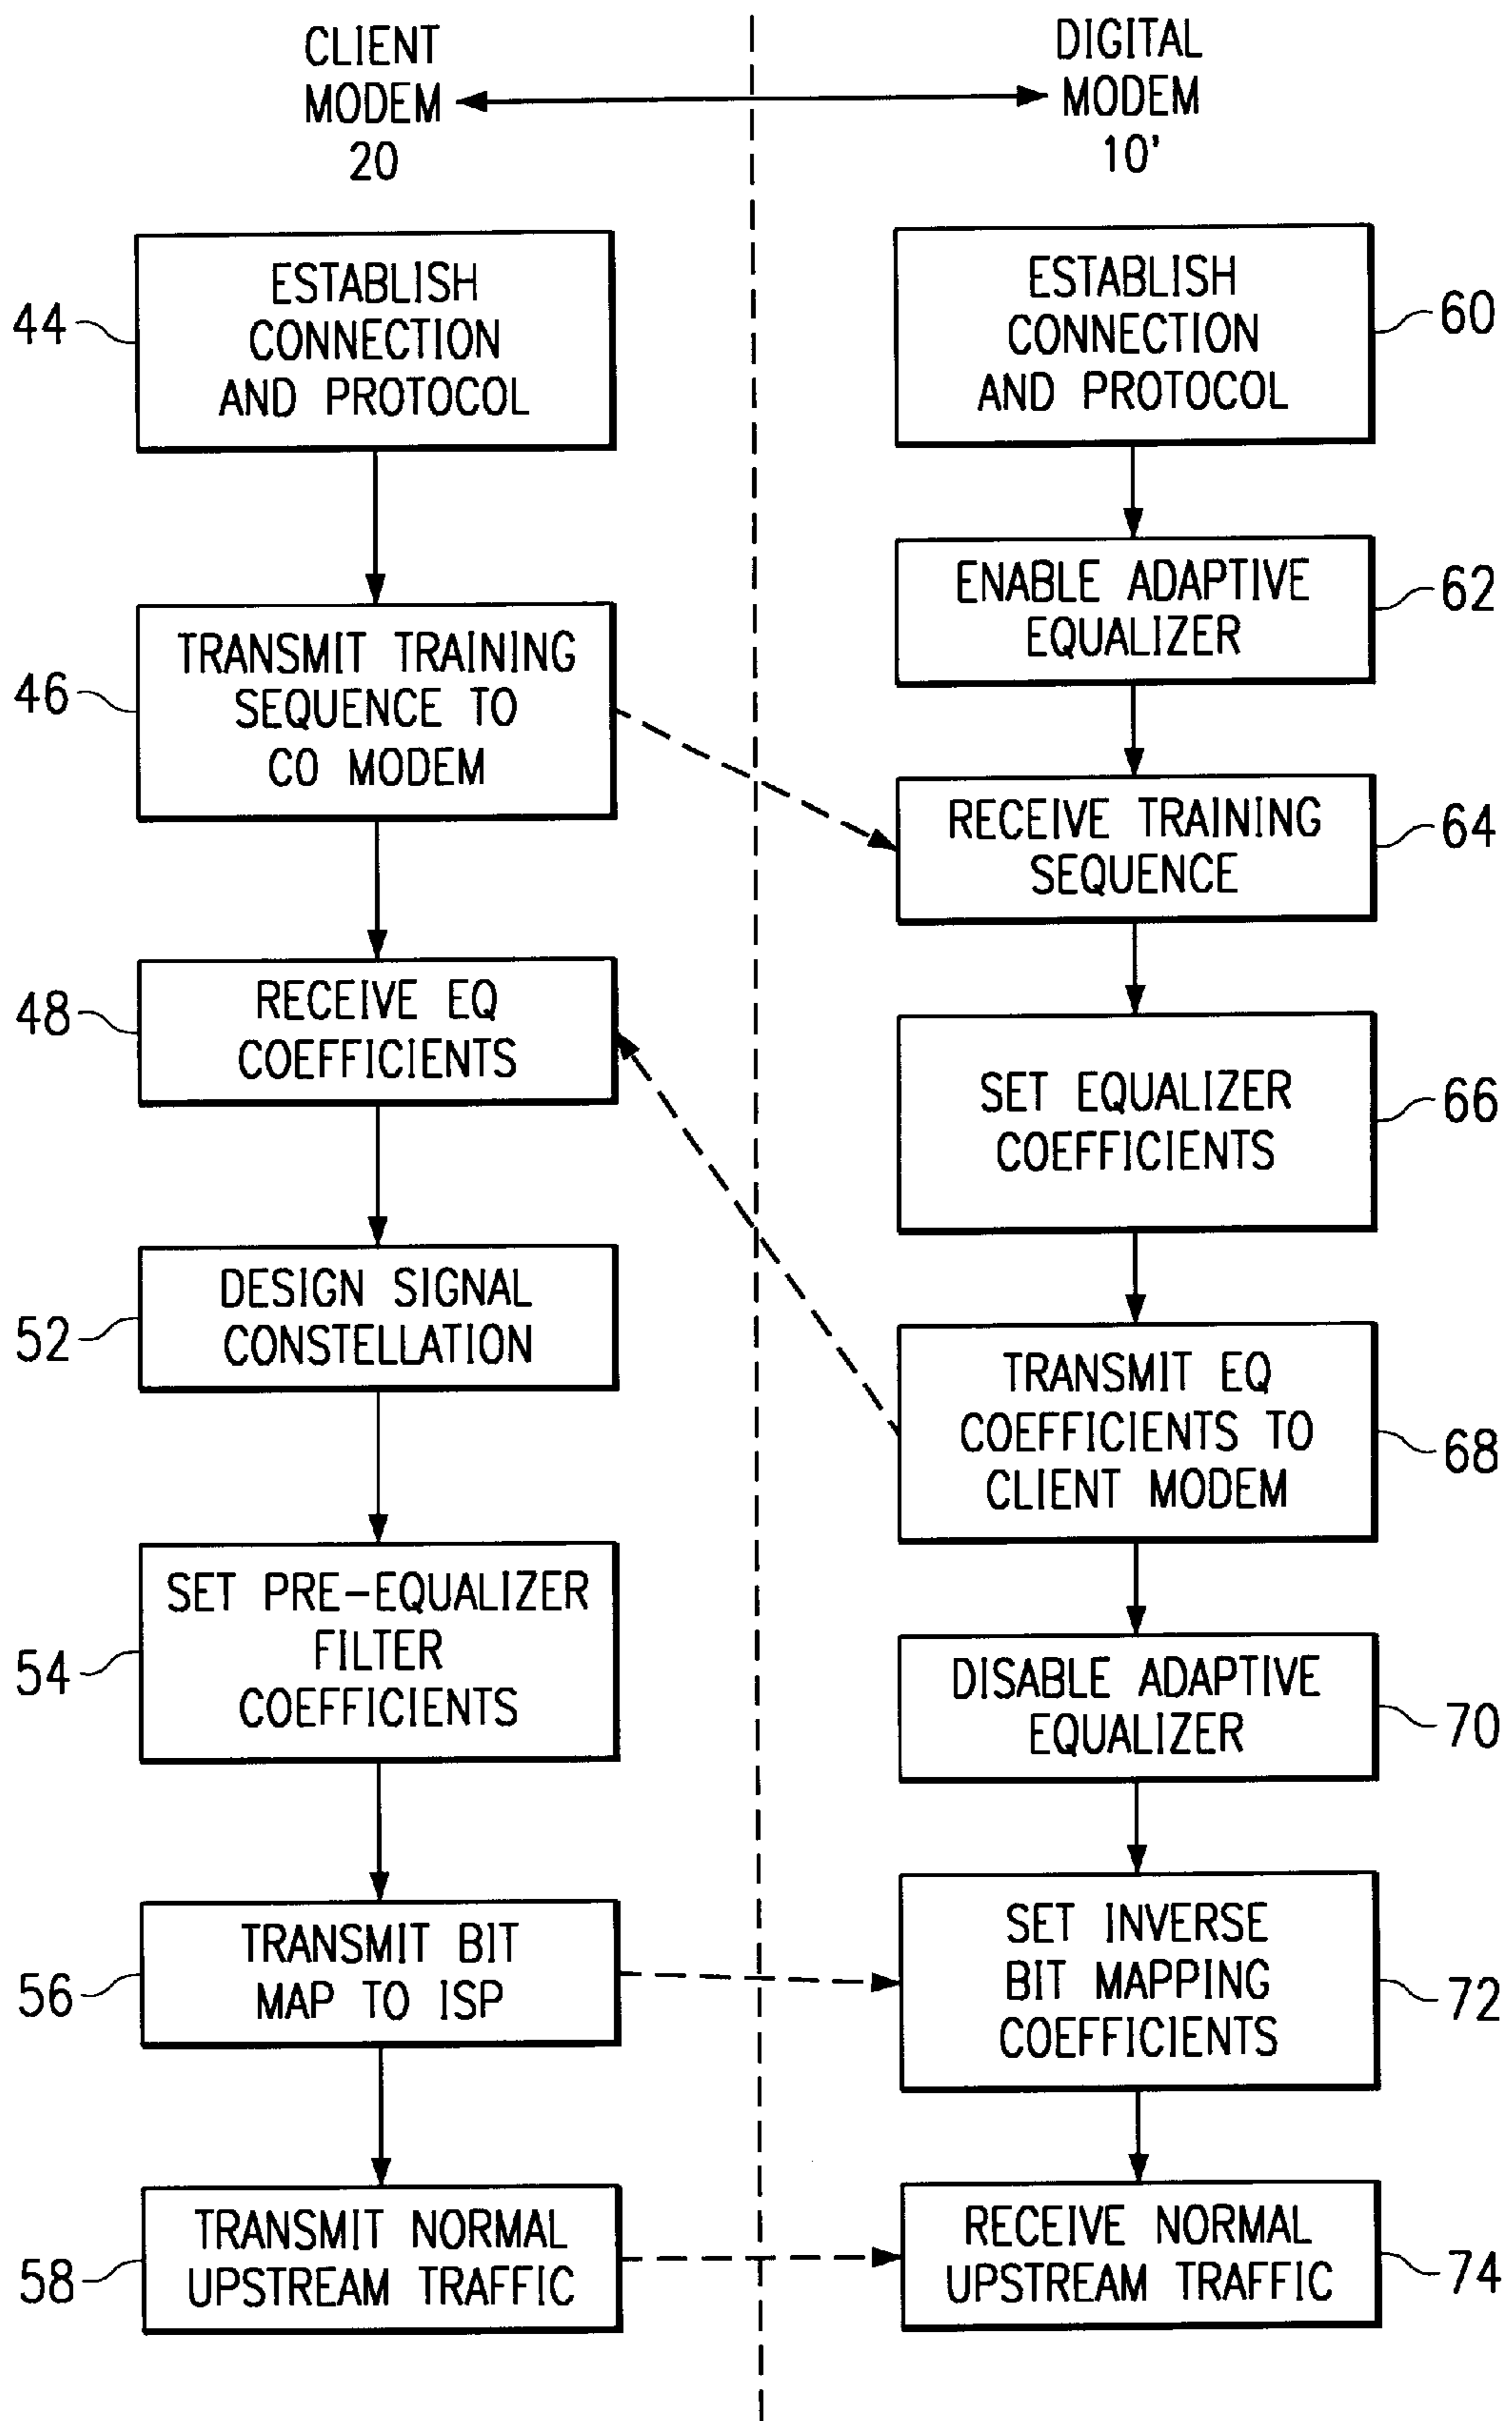 CLIENT
MODEM
20
DIGITAL
MODEM
10'
44
ESTABLISH
CONNECTION
AND PROTOCOL
46
TRANSMIT TRAINING
SEQUENCE TO
CO MODEM
48
RECEIVE EQ
COEFFICIENTS
52
DESIGN SIGNAL
CONSTELLATION
54
SET PRE-EQUALIZER
FILTER
COEFFICIENTS
56
TRANSMIT BIT
MAP TO ISP
58
TRANSMIT NORMAL
UPSTREAM TRAFFIC
ESTABLISH
CONNECTION
AND PROTOCOL
60
ENABLE ADAPTIVE
EQUALIZER
62
RECEIVE TRAINING
SEQUENCE
64
SET EQUALIZER
COEFFICIENTS
66
TRANSMIT EQ
COEFFICIENTS TO
CLIENT MODEM
68
DISABLE ADAPTIVE
EQUALIZER
70
SET INVERSE
BIT MAPPING
COEFFICIENTS
72
RECEIVE NORMAL
UPSTREAM TRAFFIC
74